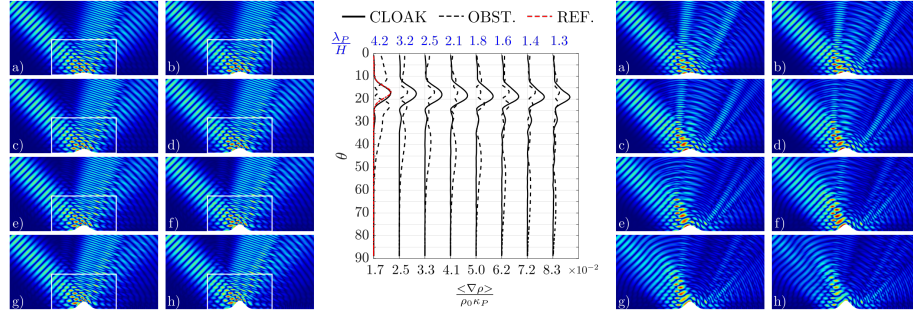 a)
b)
c)
d)
e)
f)
g)
h)
CLOAK OBST. REF.
λ_P/H 4.2 3.2 2.5 2.1 1.8 1.6 1.4 1.3
0
10
20
30
40
50
60
70
80
90
θ
1.7 2.5 3.3 4.1 5.0 6.2 7.2 8.3 ×10⁻²
<∇ρ>/ρ₀κ_P
a)
b)
c)
d)
e)
f)
g)
h)